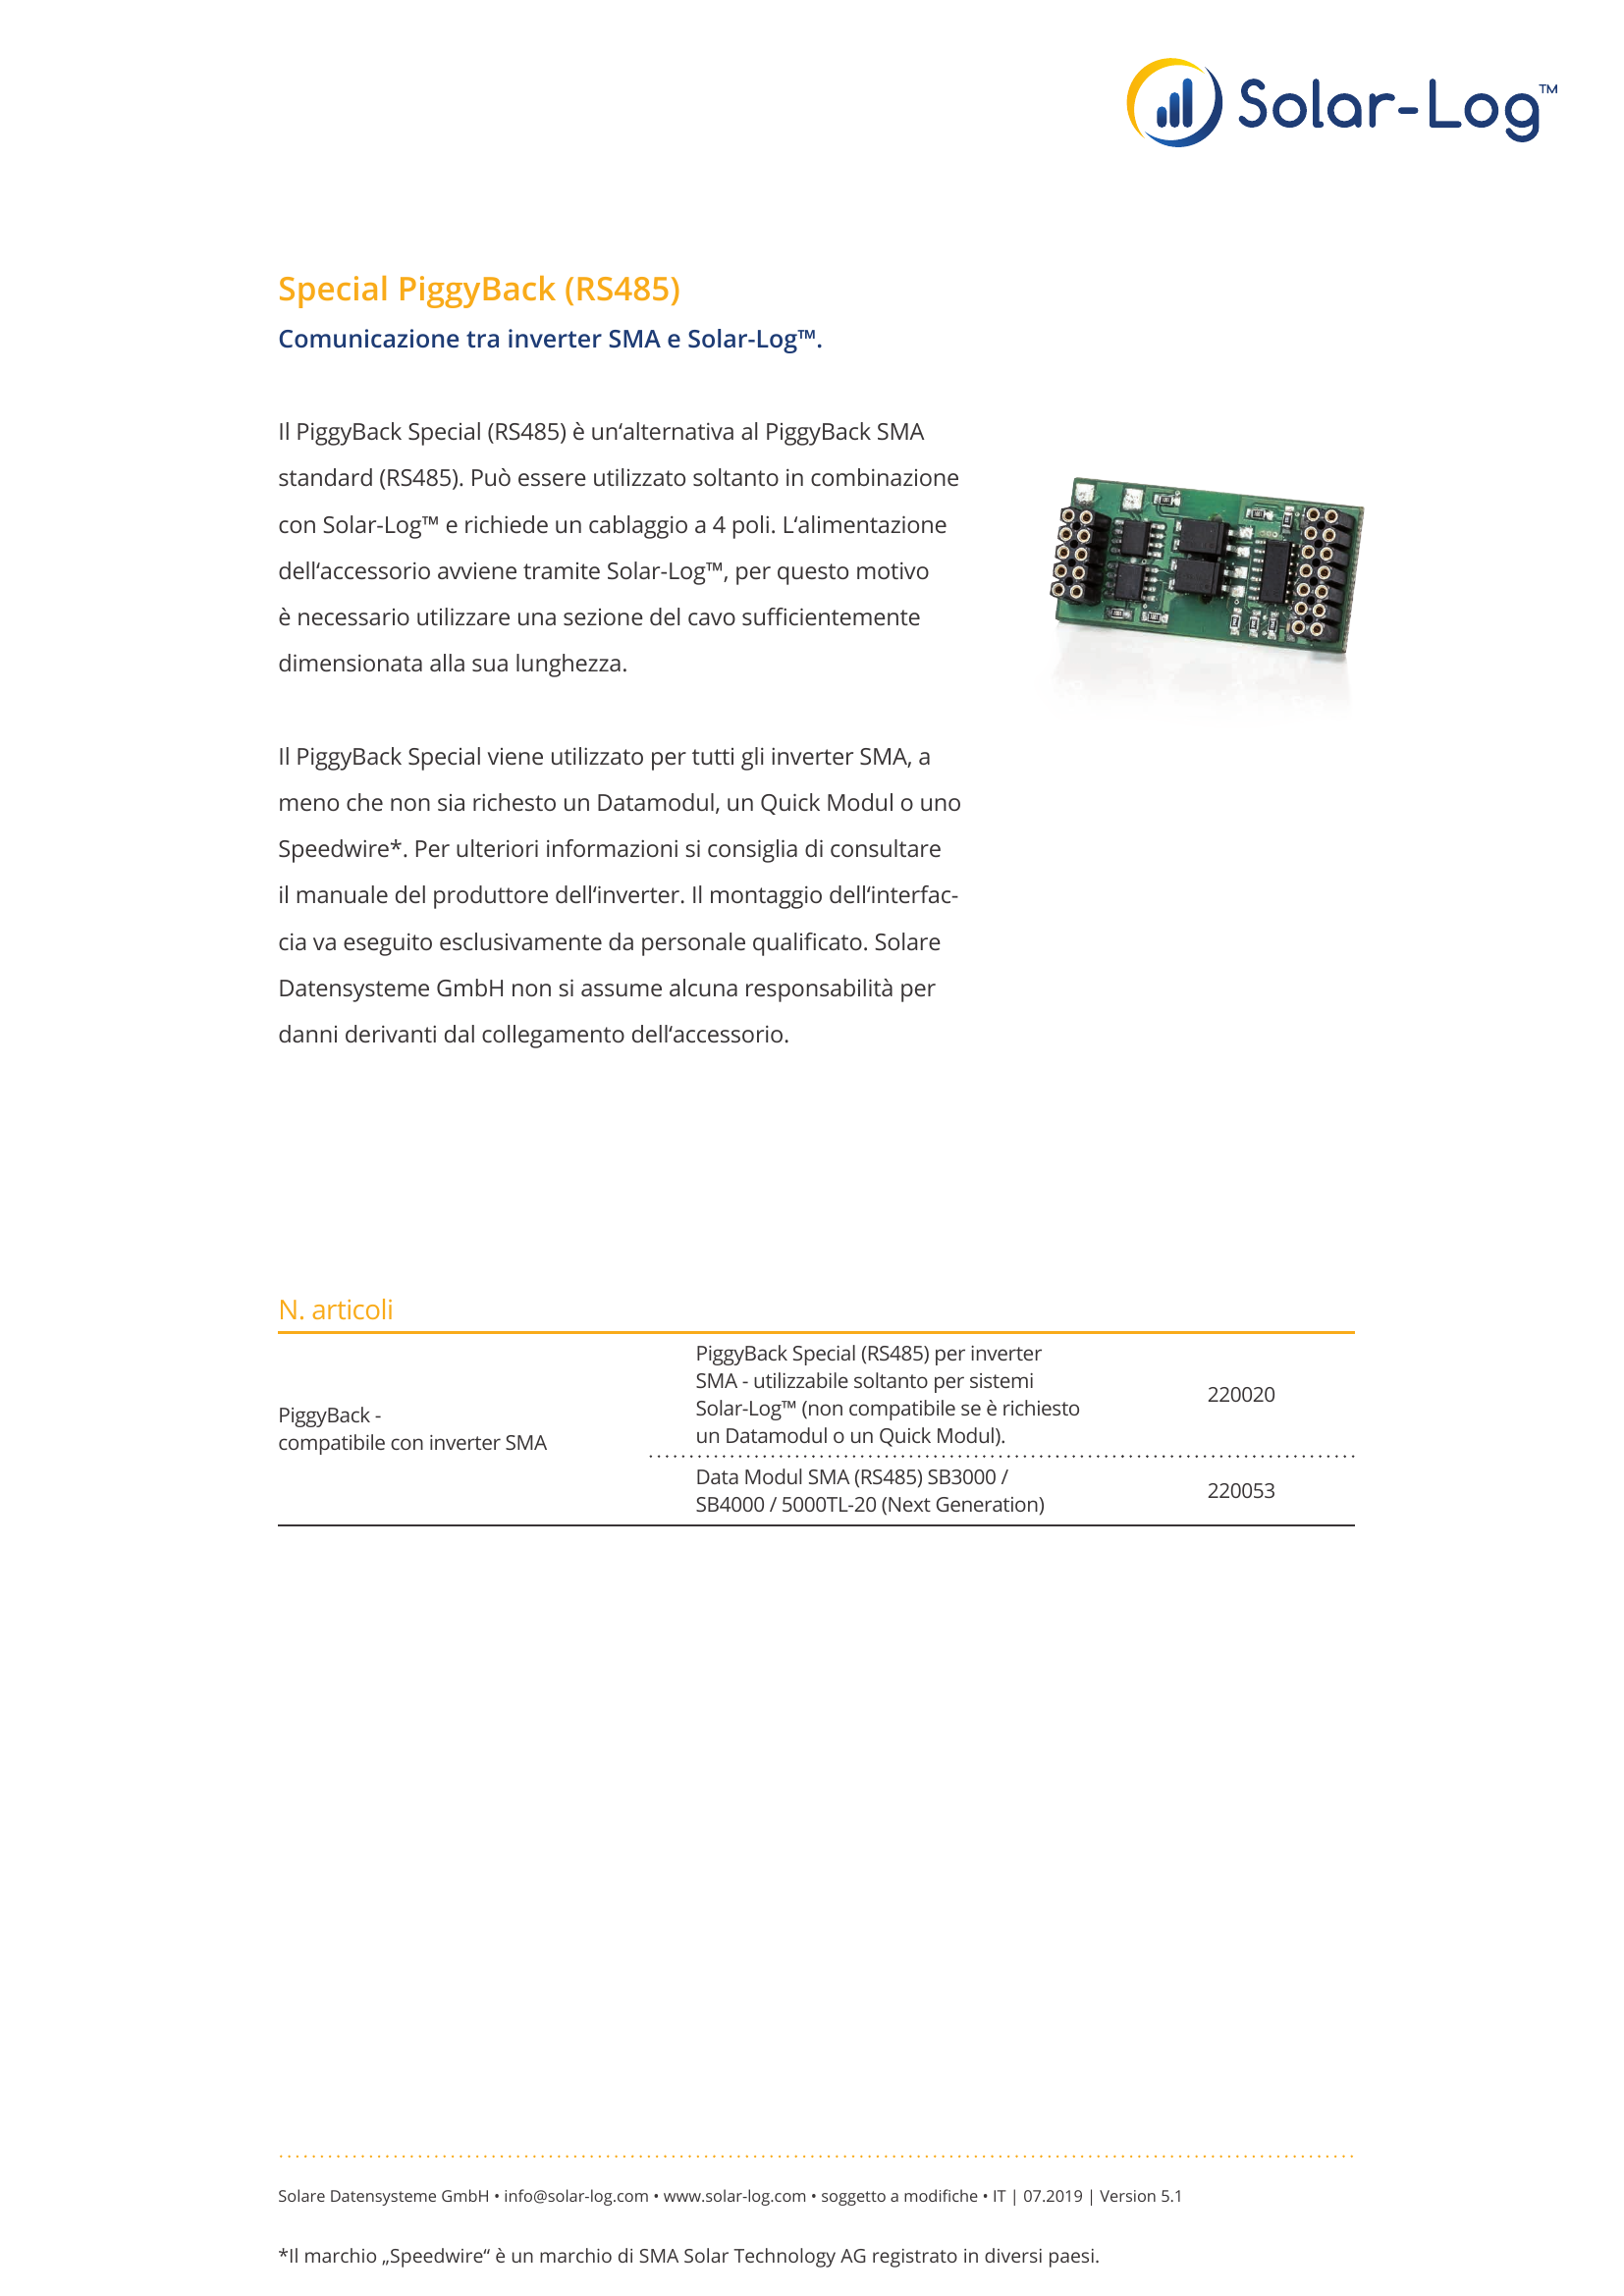 Solar-Log™
Special PiggyBack (RS485)
Comunicazione tra inverter SMA e Solar-Log™.
Il PiggyBack Special (RS485) è un‘alternativa al PiggyBack SMA
standard (RS485). Può essere utilizzato soltanto in combinazione
con Solar-Log™ e richiede un cablaggio a 4 poli. L‘alimentazione
dell‘accessorio avviene tramite Solar-Log™, per questo motivo
è necessario utilizzare una sezione del cavo sufficientemente
dimensionata alla sua lunghezza.
Il PiggyBack Special viene utilizzato per tutti gli inverter SMA, a
meno che non sia richesto un Datamodul, un Quick Modul o uno
Speedwire*. Per ulteriori informazioni si consiglia di consultare
il manuale del produttore dell‘inverter. Il montaggio dell‘interfac-
cia va eseguito esclusivamente da personale qualificato. Solare
Datensysteme GmbH non si assume alcuna responsabilità per
danni derivanti dal collegamento dell‘accessorio.
N. articoli
PiggyBack -
compatibile con inverter SMA
PiggyBack Special (RS485) per inverter
SMA - utilizzabile soltanto per sistemi
Solar-Log™ (non compatibile se è richiesto
un Datamodul o un Quick Modul).
220020
Data Modul SMA (RS485) SB3000 /
SB4000 / 5000TL-20 (Next Generation)
220053
Solare Datensysteme GmbH • info@solar-log.com • www.solar-log.com • soggetto a modifiche • IT | 07.2019 | Version 5.1
*Il marchio „Speedwire“ è un marchio di SMA Solar Technology AG registrato in diversi paesi.